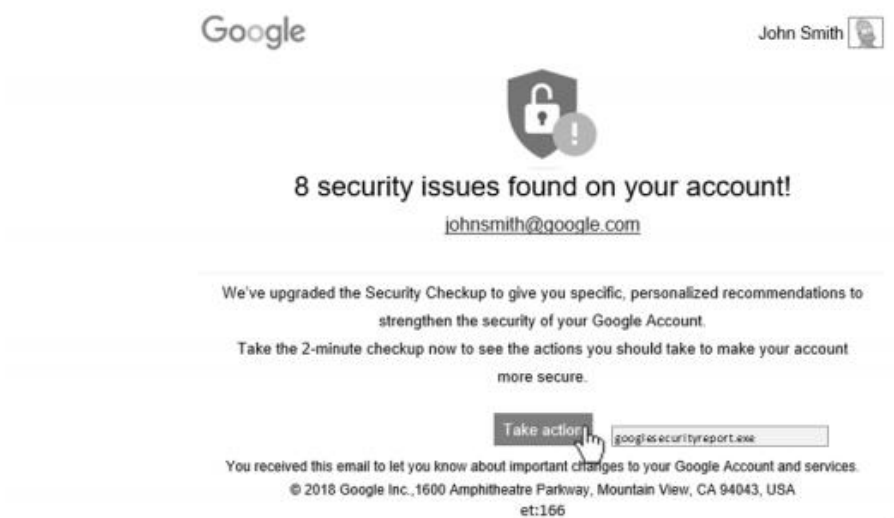 Google
John Smith
8 security issues found on your account!
johnsmith@google.com
We've upgraded the Security Checkup to give you specific, personalized recommendations to
strengthen the security of your Google Account.
Take the 2-minute checkup now to see the actions you should take to make your account
more secure.
Take action
googlesecurityreport.exe
You received this email to let you know about important changes to your Google Account and services.
© 2018 Google Inc.,1600 Amphitheatre Parkway, Mountain View, CA 94043, USA
et:166